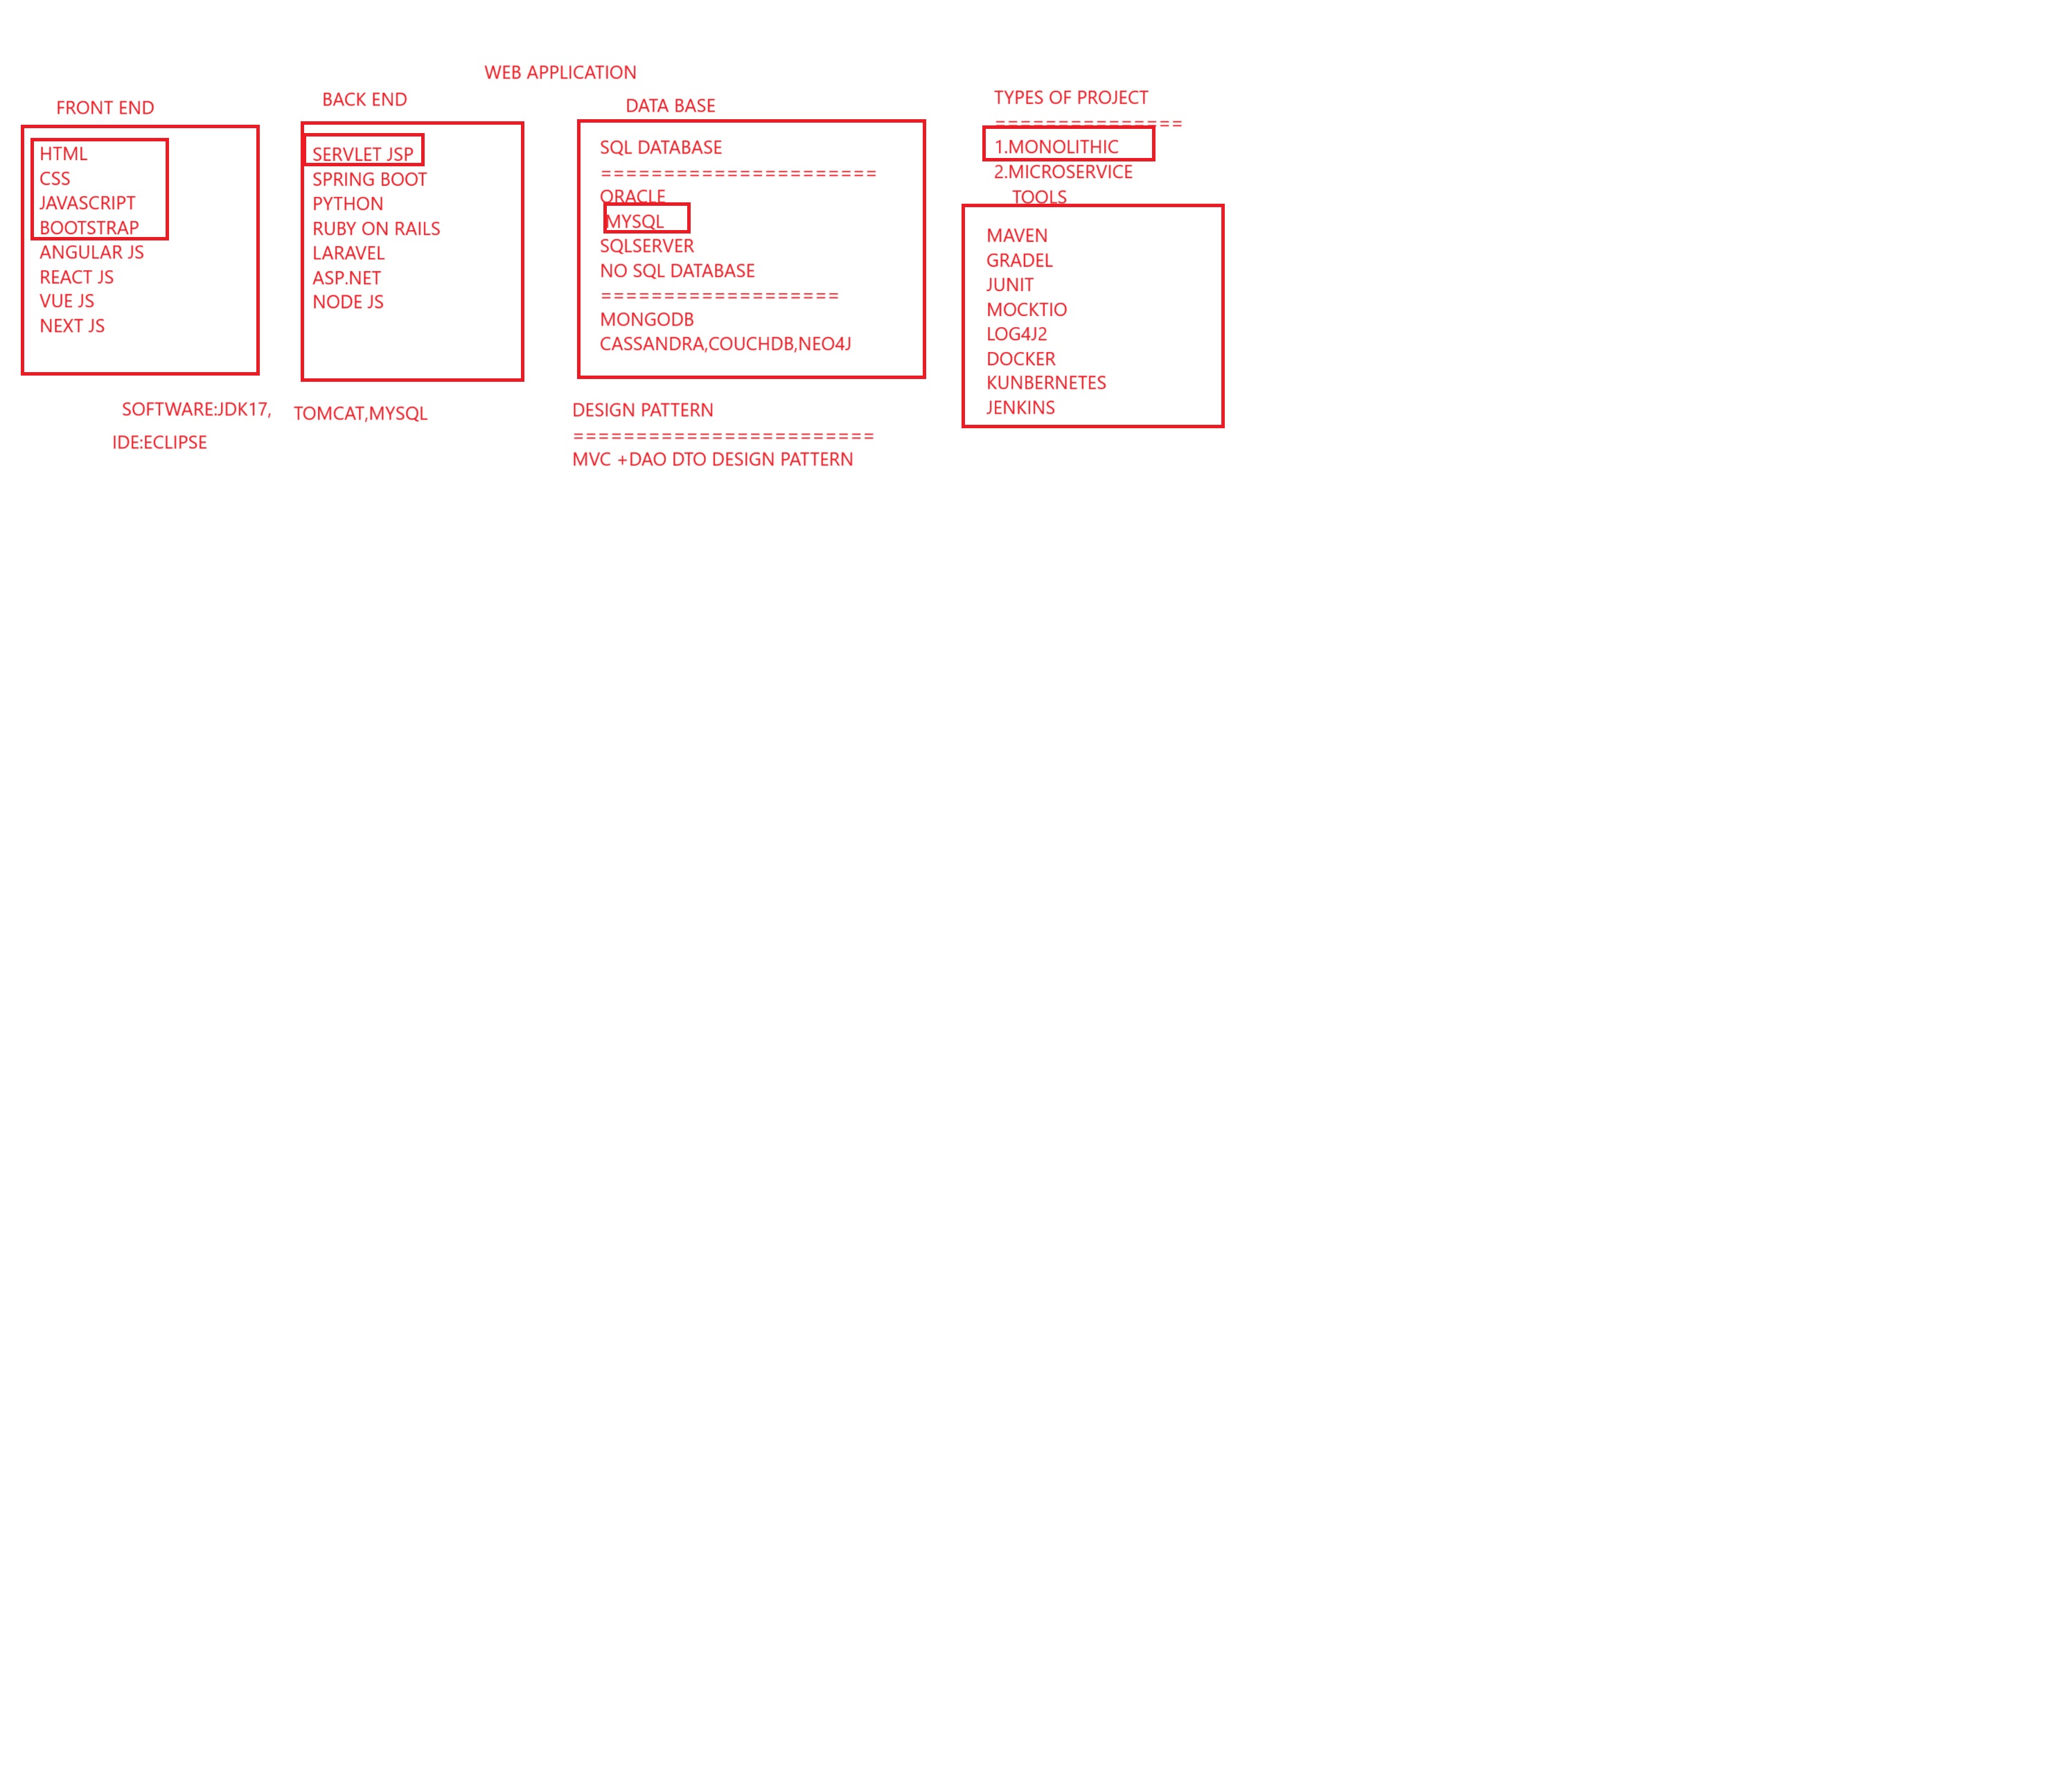 WEB APPLICATION
FRONT END
HTML
CSS
JAVASCRIPT
BOOTSTRAP
ANGULAR JS
REACT JS
VUE JS
NEXT JS
BACK END
SERVLET JSP
SPRING BOOT
PYTHON
RUBY ON RAILS
LARAVEL
ASP.NET
NODE JS
DATA BASE
SQL DATABASE
======================
ORACLE
MYSQL
SQLSERVER
NO SQL DATABASE
===================
MONGODB
CASSANDRA,COUCHDB,NEO4J
TYPES OF PROJECT
===============
1.MONOLITHIC
2.MICROSERVICE
TOOLS
MAVEN
GRADEL
JUNIT
MOCKTIO
LOG4J2
DOCKER
KUNBERNETES
JENKINS
SOFTWARE:JDK17,
TOMCAT,MYSQL
IDE:ECLIPSE
DESIGN PATTERN
========================
MVC +DAO DTO DESIGN PATTERN